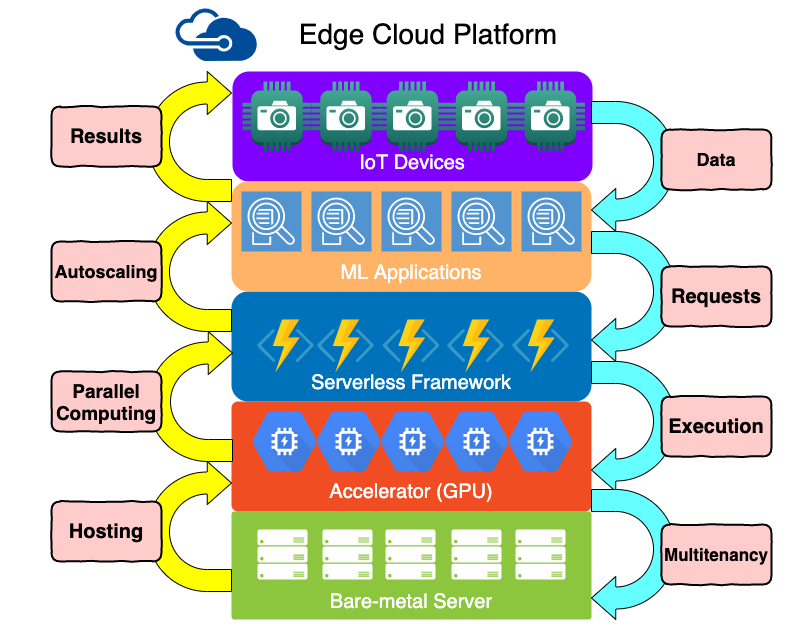 Edge Cloud Platform
IoT Devices
Results
Data
ML Applications
Autoscaling
Requests
Serverless Framework
Parallel
Computing
Execution
Accelerator (GPU)
Hosting
Multitenancy
Bare-metal Server